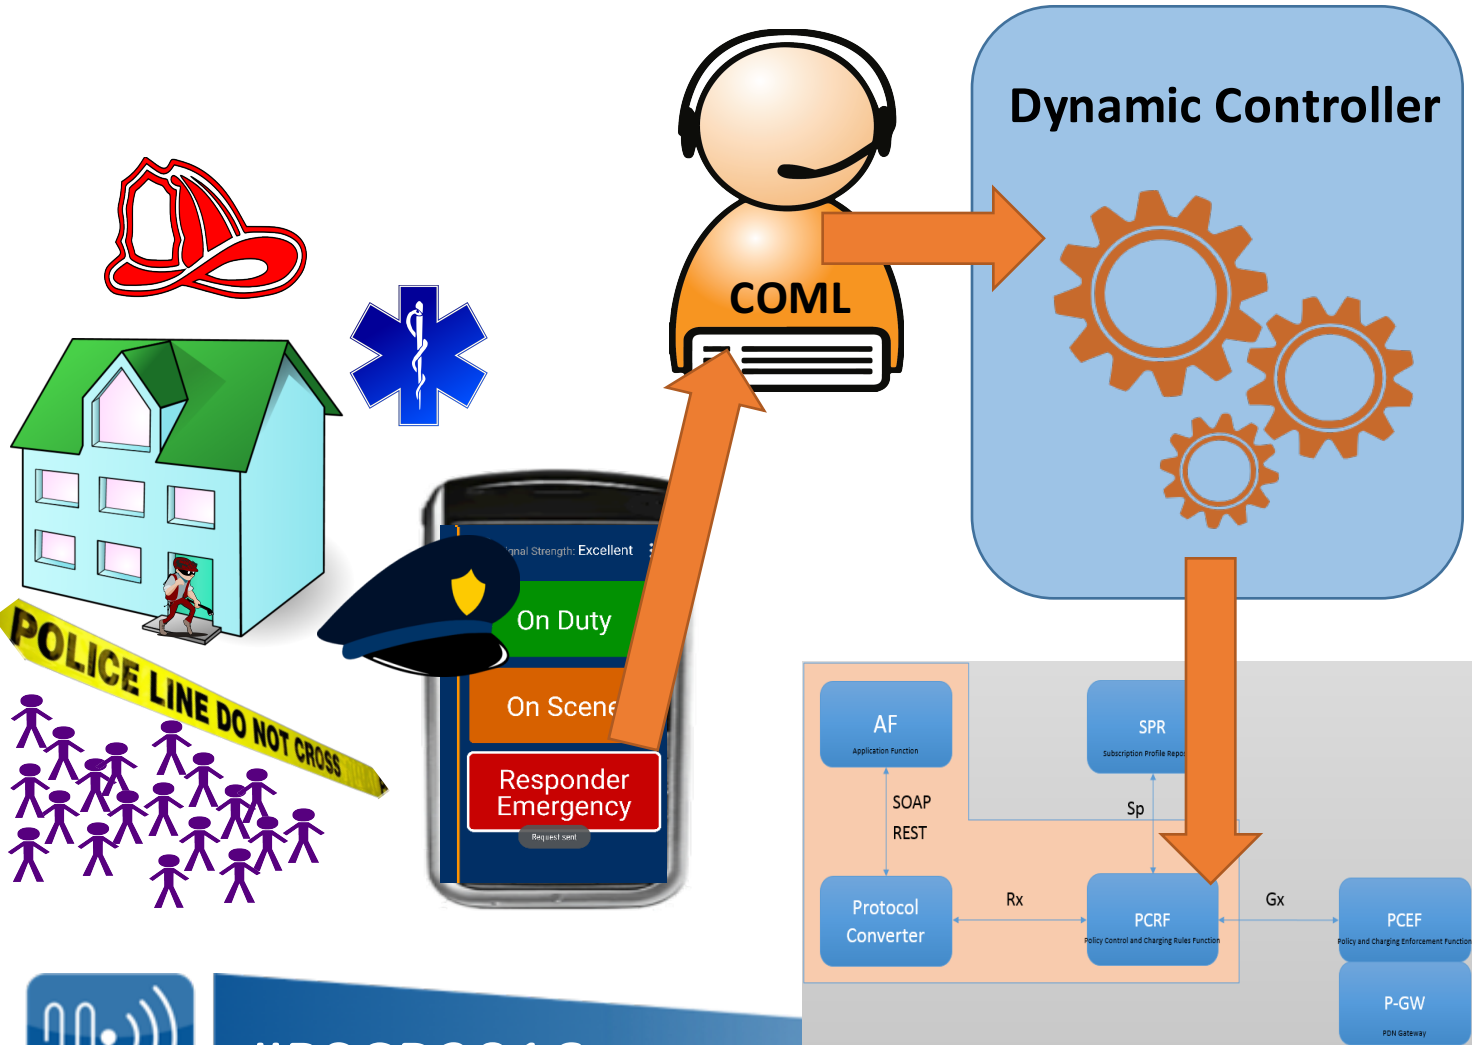 Dynamic Controller
COML
Signal Strength: Excellent
On Duty
On Scene
Responder
Emergency
Request sent
POLICE LINE DO NOT CROSS
AF
Application Function
SPR
Subscription Profile
SOAP
REST
Sp
Protocol
Converter
Rx
PCRF
Policy Control and Charging Rules Function
Gx
PCEF
Policy and Charging Enforcement Function
P-GW
PDN Gateway